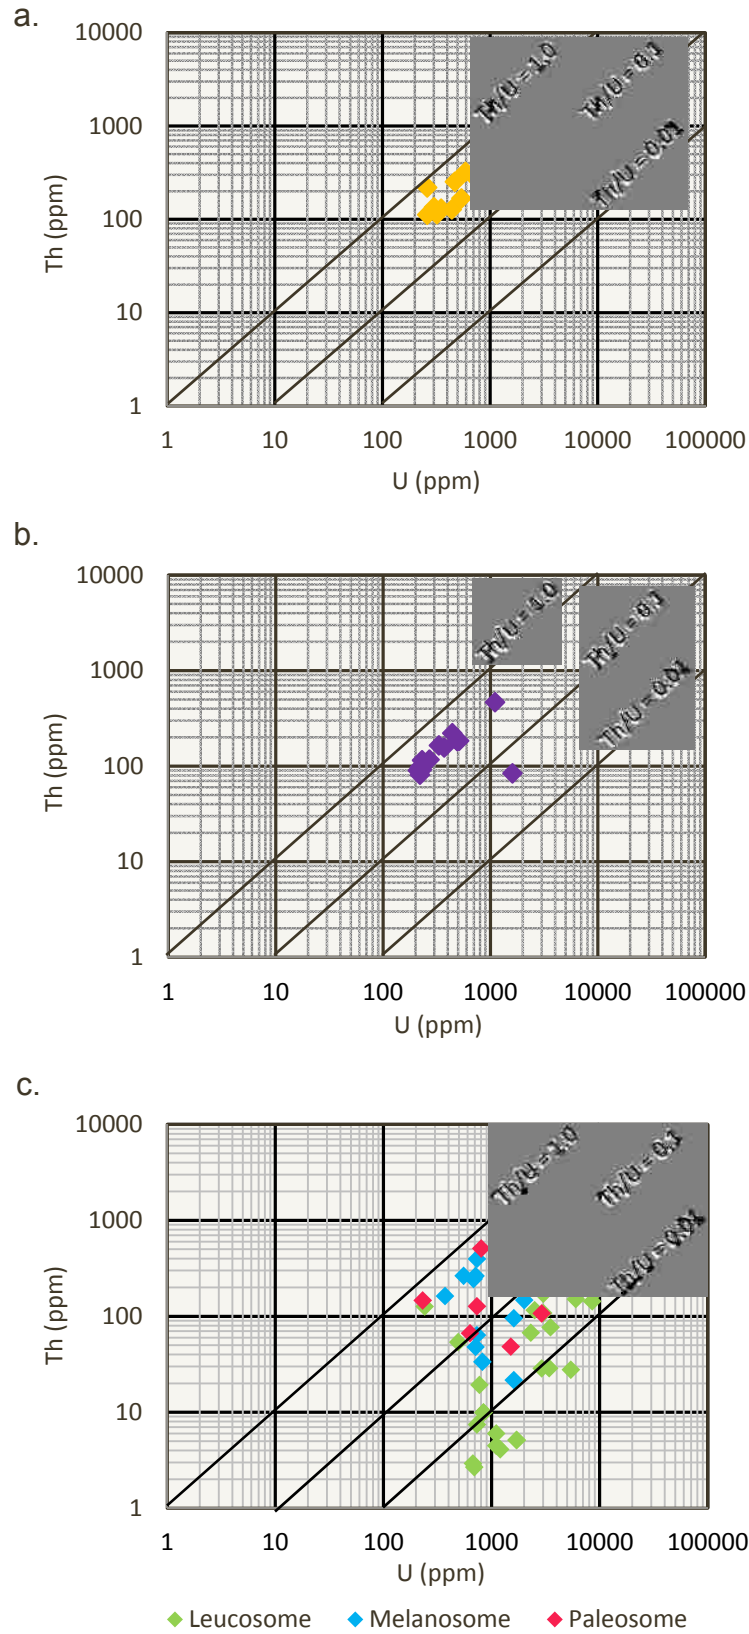 a.
10000
1000
100
10
1
Th (ppm)
Th/U = 1.0
Th/U = 0.1
Th/U = 0.01
1 10 100 1000 10000 100000
U (ppm)
b.
10000
1000
100
10
1
Th (ppm)
Th/U = 1.0
Th/U = 0.1
Th/U = 0.01
1 10 100 1000 10000 100000
U (ppm)
c.
10000
1000
100
10
1
Th (ppm)
Th/U = 1.0
Th/U = 0.1
Th/U = 0.01
1 10 100 1000 10000 100000
U (ppm)
Leucosome Melanosome Paleosome